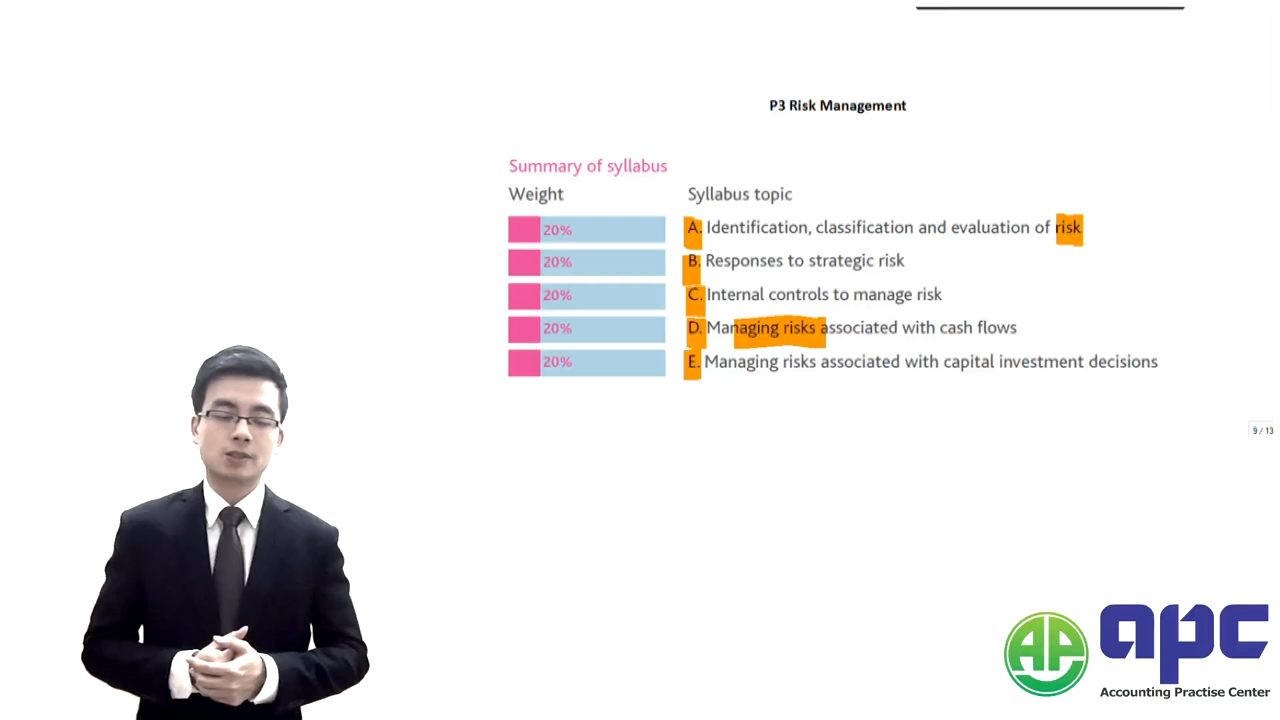 P3 Risk Management
Summary of syllabus
Weight Syllabus topic
20% A. Identification, classification and evaluation of risk
20% B. Responses to strategic risk
20% C. Internal controls to manage risk
20% D. Managing risks associated with cash flows
20% E. Managing risks associated with capital investment decisions
9 / 13
AP apc
Accounting Practise Center